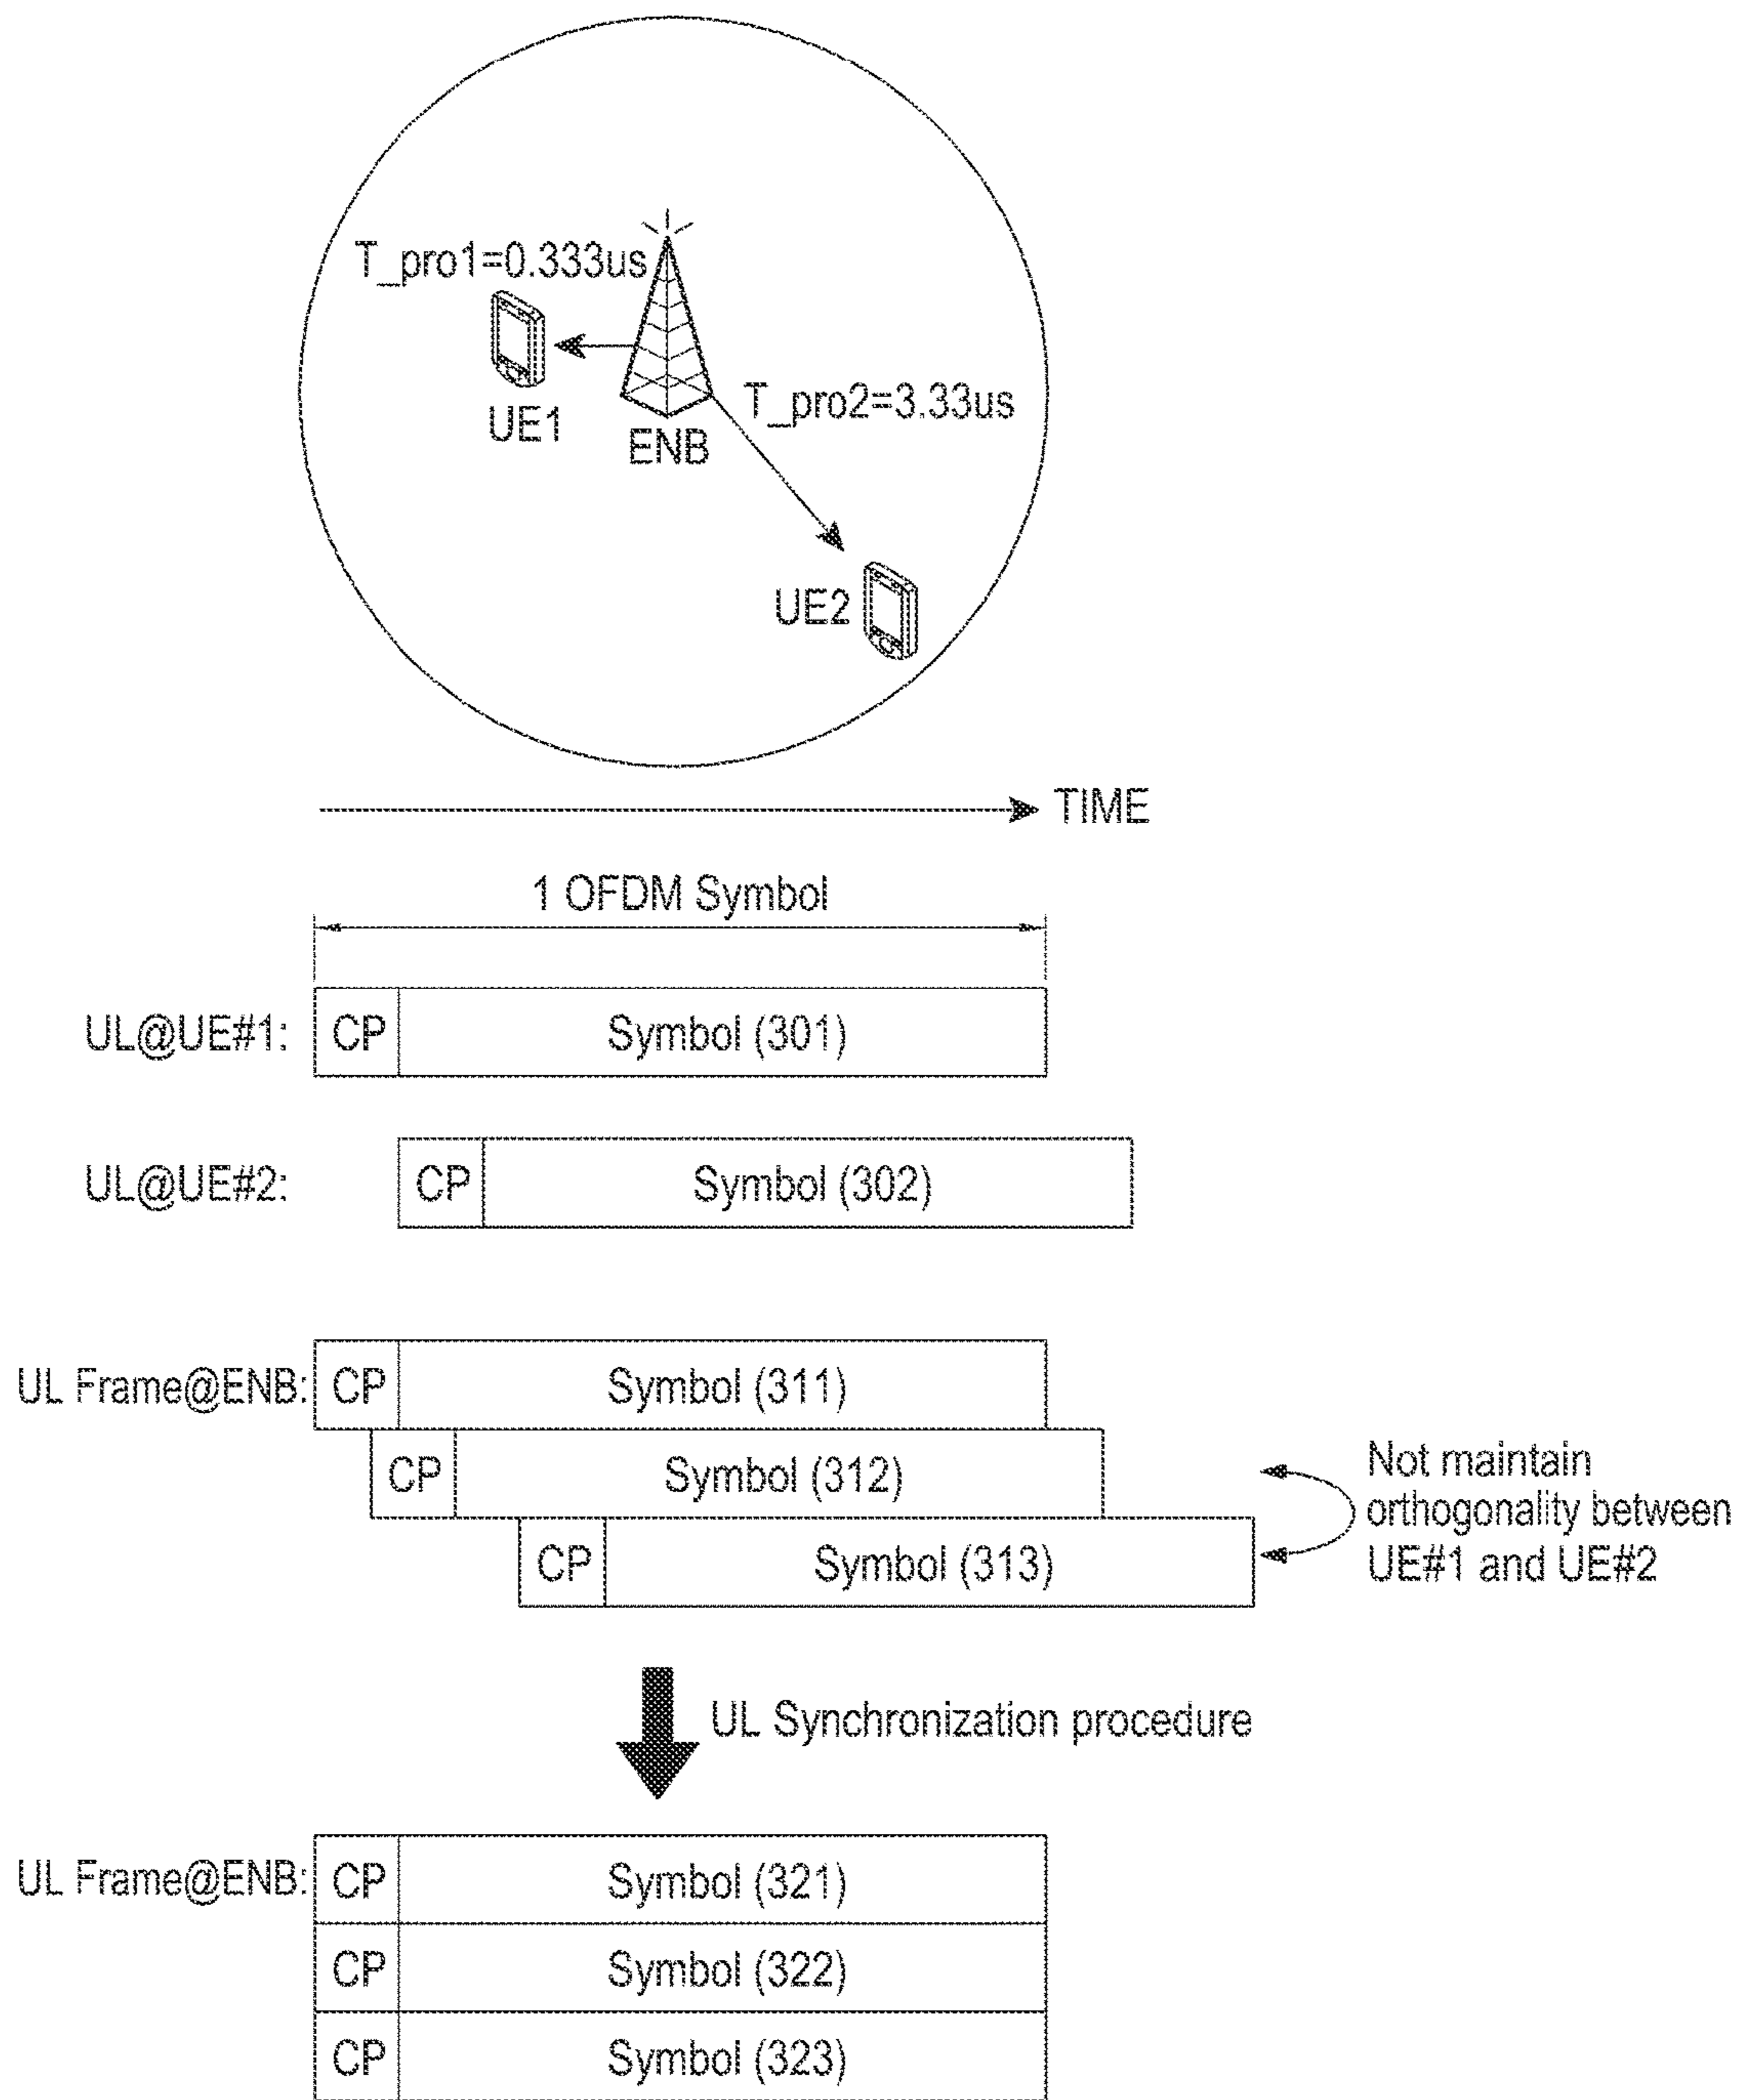 T_pro1=0.333us
UE1
ENB
T_pro2=3.33us
UE2
TIME
1 OFDM Symbol
UL@UE#1: CP Symbol (301)
UL@UE#2: CP Symbol (302)
UL Frame@ENB: CP Symbol (311)
CP Symbol (312)
CP Symbol (313)
Not maintain
orthogonality between
UE#1 and UE#2
UL Synchronization procedure
UL Frame@ENB: CP Symbol (321)
CP Symbol (322)
CP Symbol (323)